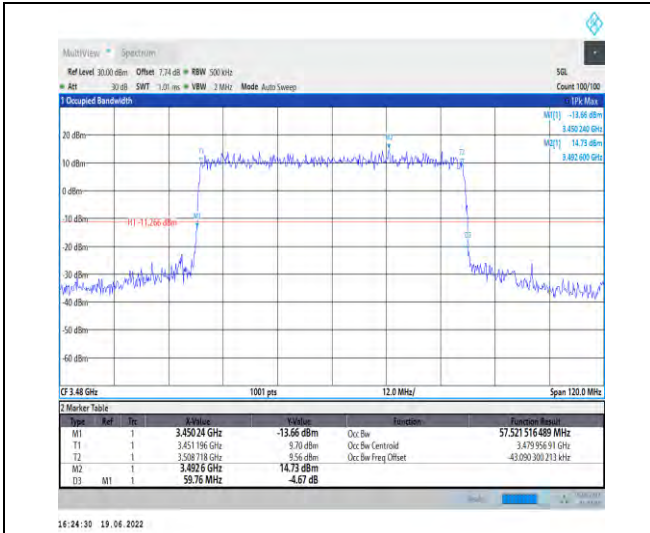 MultiView Spectrum
Ref Level 30.00 dBm Offset 7.74 dB RBW 500 kHz SGL
Att 30 dB SWT 1.01 ms VBW 2 MHz Mode Auto Sweep Count 100/100
1 Occupied Bandwidth 1Pk Max
M1[1] -13.66 dBm
3.450 240 GHz
M2[1] 14.73 dBm
3.492 600 GHz
20 dBm
10 dBm
0 dBm
-10 dBm
H1 -11.266 dBm
-20 dBm
-30 dBm
-40 dBm
-50 dBm
-60 dBm
T1
M2
T2
M1
D3
CF 3.48 GHz 1001 pts 12.0 MHz/ Span 120.0 MHz
2 Marker Table
Type Ref Trc X-Value Y-Value Function Function Result
M1 1 3.45024 GHz -13.66 dBm Occ Bw 57.521 516 489 MHz
T1 1 3.451 196 GHz 9.70 dBm Occ Bw Centroid 3.479 956 91 GHz
T2 1 3.508 718 GHz 9.56 dBm Occ Bw Freq Offset -43.090 300 213 kHz
M2 1 3.492 6 GHz 14.73 dBm
D3 M1 1 59.76 MHz -4.67 dB
16:24:30 19.06.2022